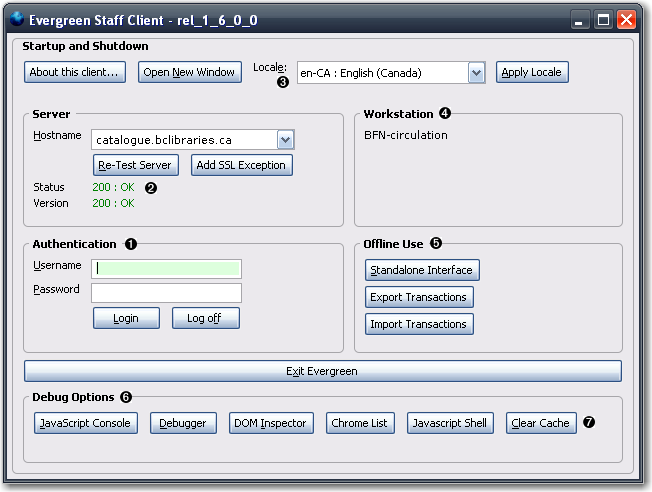 Evergreen Staff Client - rel_1_6_0_0
Startup and Shutdown
About this client... Open New Window Locale: ❸ en-CA : English (Canada) Apply Locale
Server
Hostname catalogue.bclibraries.ca
Re-Test Server Add SSL Exception
Status 200 : OK ❷
Version 200 : OK
Workstation ❹
BFN-circulation
Authentication ❶
Username
Password
Login Log off
Offline Use ❺
Standalone Interface
Export Transactions
Import Transactions
Exit Evergreen
Debug Options ❻
JavaScript Console Debugger DOM Inspector Chrome List Javascript Shell Clear Cache ❼